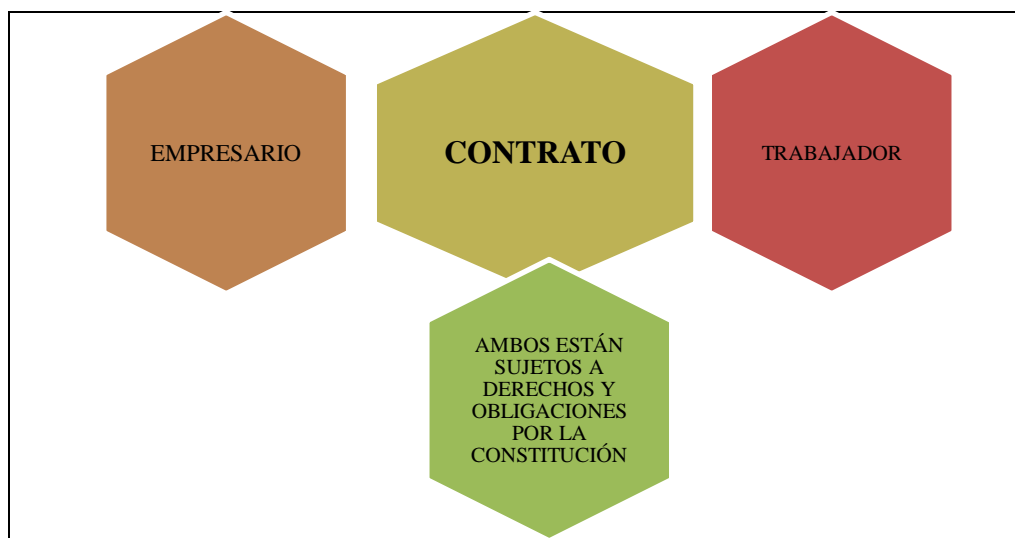 EMPRESARIO
CONTRATO
TRABAJADOR
AMBOS ESTÁN
SUJETOS A
DERECHOS Y
OBLIGACIONES
POR LA
CONSTITUCIÓN